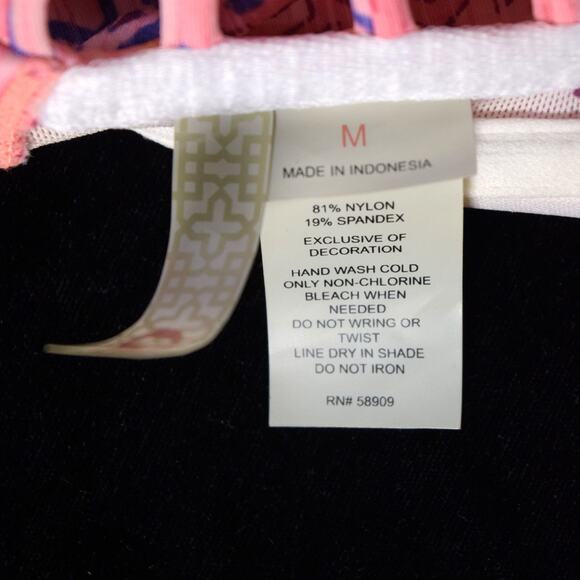 M
MADE IN INDONESIA
81% NYLON
19% SPANDEX
EXCLUSIVE OF
DECORATION
HAND WASH COLD
ONLY NON-CHLORINE
BLEACH WHEN
NEEDED
DO NOT WRING OR
TWIST
LINE DRY IN SHADE
DO NOT IRON
RN# 58909